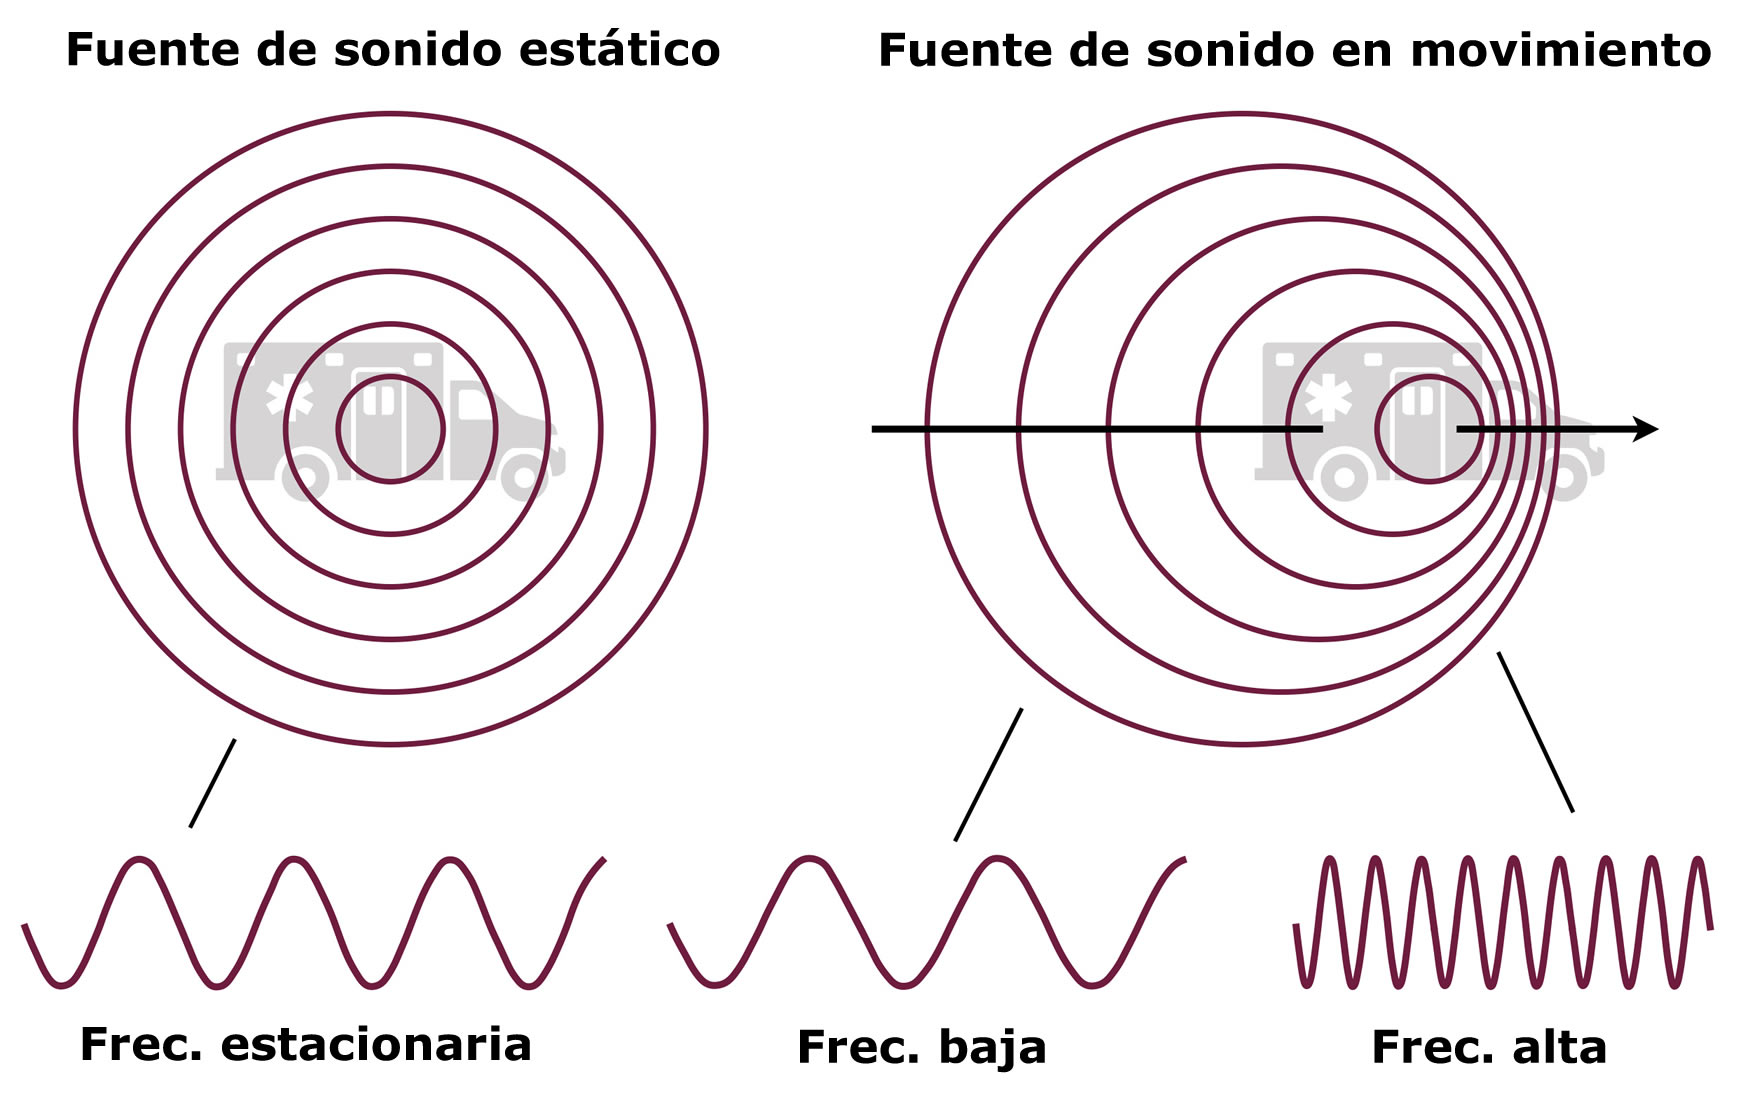 Fuente de sonido estático
Fuente de sonido en movimiento
Frec. estacionaria
Frec. baja
Frec. alta